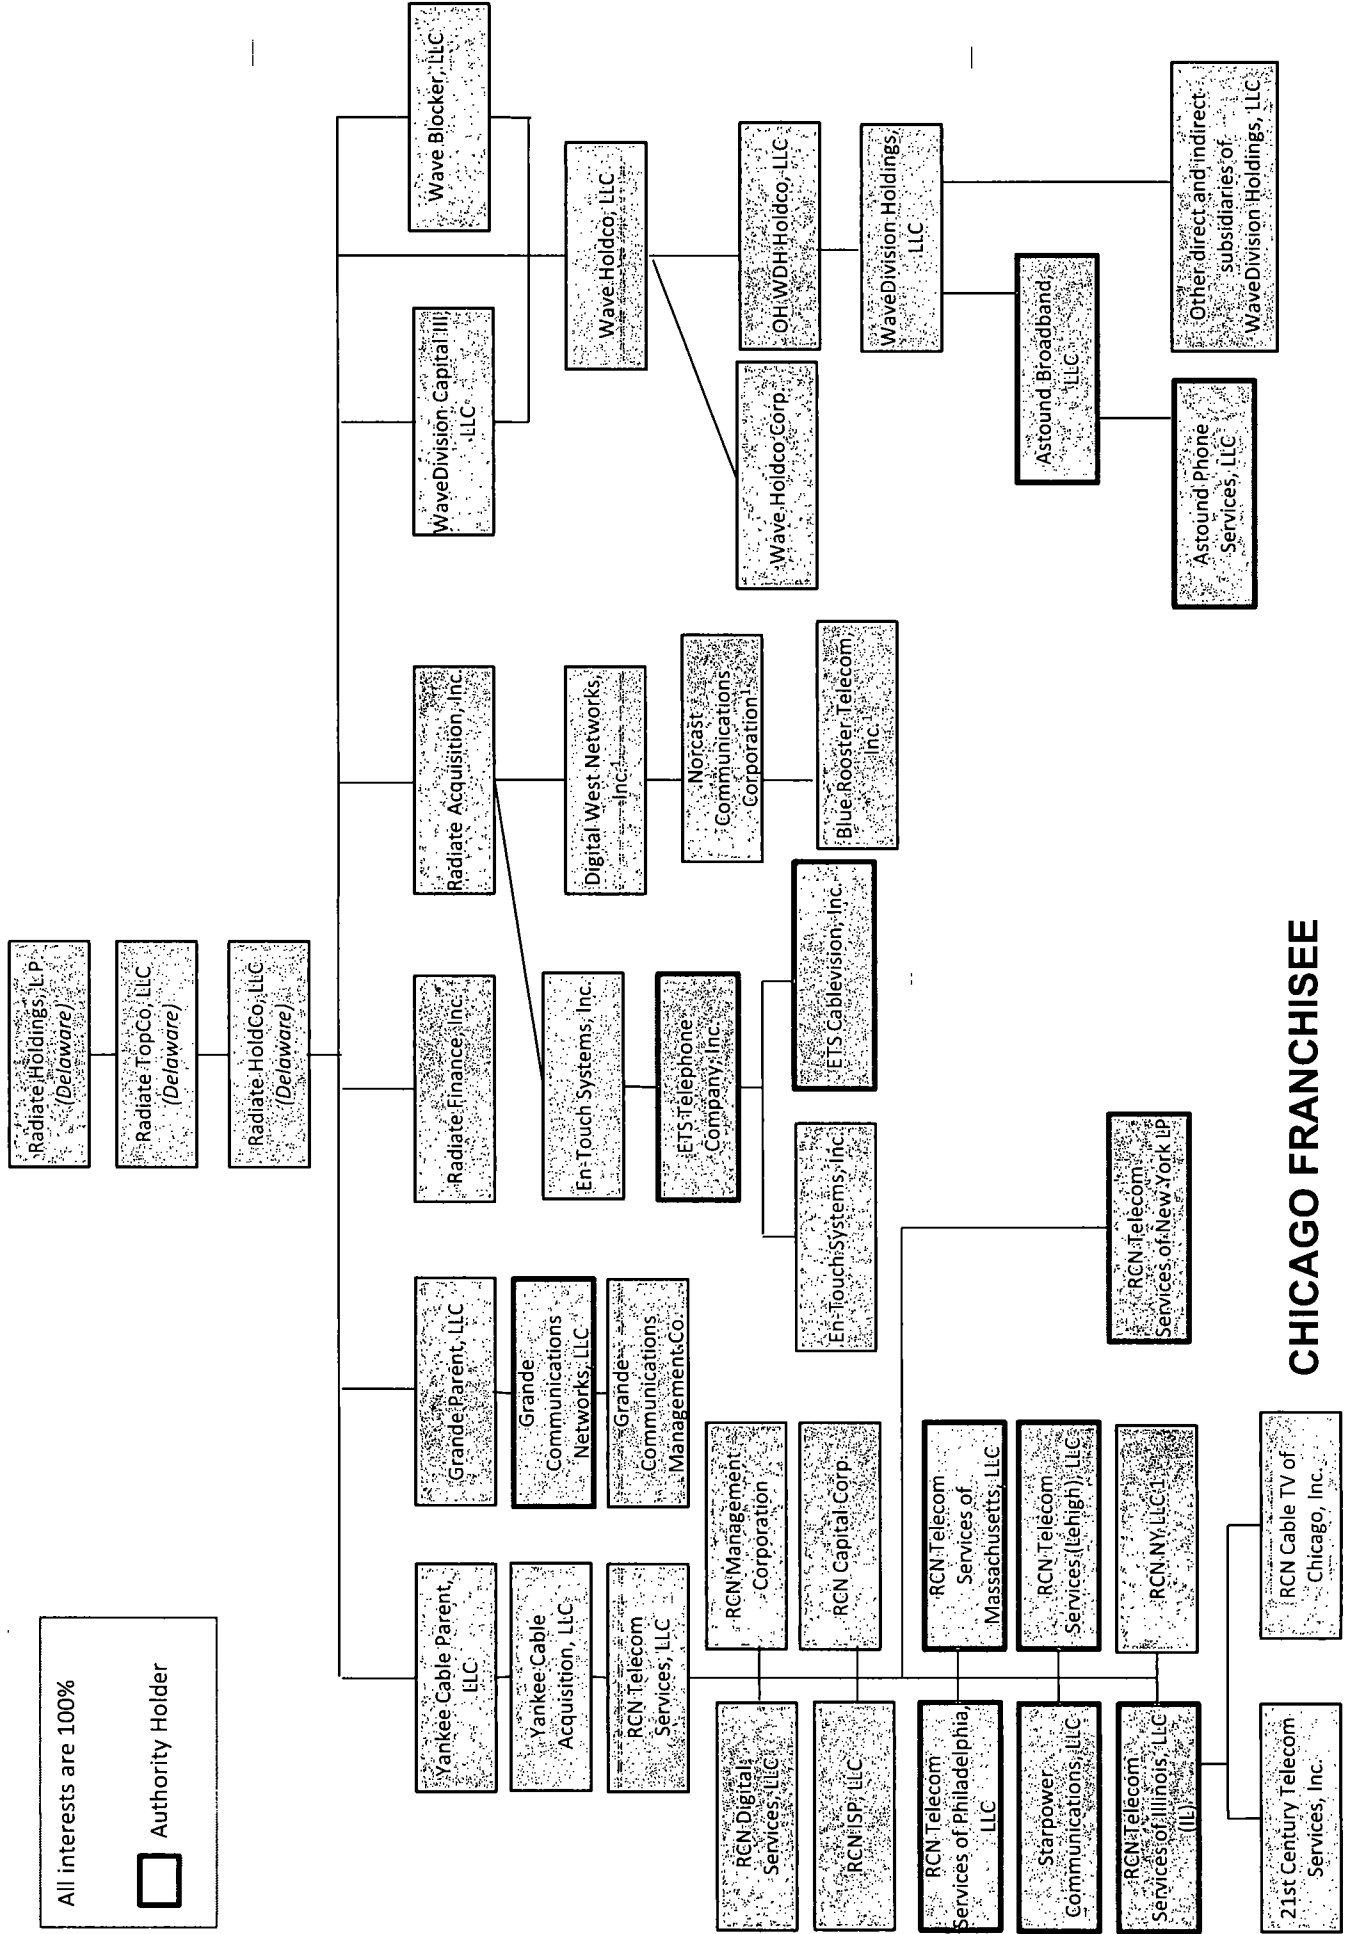 All interests are 100%
Authority Holder
Radiate Holdings, L.P.
(Delaware)
Radiate TopCo, LLC
(Delaware)
Radiate HoldCo, LLC
(Delaware)
Yankee Cable Parent,
LLC
Grande Parent, LLC
Radiate Finance, Inc.
Radiate Acquisition, Inc.
WaveDivision Capital III,
LLC
Wave Blocker, LLC
Yankee Cable
Acquisition, LLC
Grande
Communications
Networks, LLC
En-Touch Systems, Inc.
Digital West Networks,
Inc.1
Wave Holdco, LLC
RCN Telecom
Services, LLC
Grande
Communications
Management Co.
ETS Telephone
Company, Inc.
Norcast
Communications
Corporation1
Wave Holdco Corp.
OH WDH Holdco, LLC
RCN Digital
Services, LLC
RCN Management
Corporation
En-Touch Systems, Inc.
ETS Cablevision, Inc.
Blue Rooster Telecom,
Inc.1
WaveDivision Holdings,
LLC
RCN ISP, LLC
RCN Capital Corp.
RCN Telecom
Services of Philadelphia,
LLC
RCN Telecom
Services of
Massachusetts, LLC
Astound Broadband,
LLC
Starpower
Communications, LLC
RCN Telecom
Services (Lehigh), LLC
RCN Telecom
Services of Illinois, LLC
(IL)
RCN NY LLC 1
RCN Telecom
Services of New York LP
Astound Phone
Services, LLC
Other direct and indirect
subsidiaries of
WaveDivision Holdings, LLC
21st Century Telecom
Services, Inc.
RCN Cable TV of
Chicago, Inc.
CHICAGO FRANCHISEE